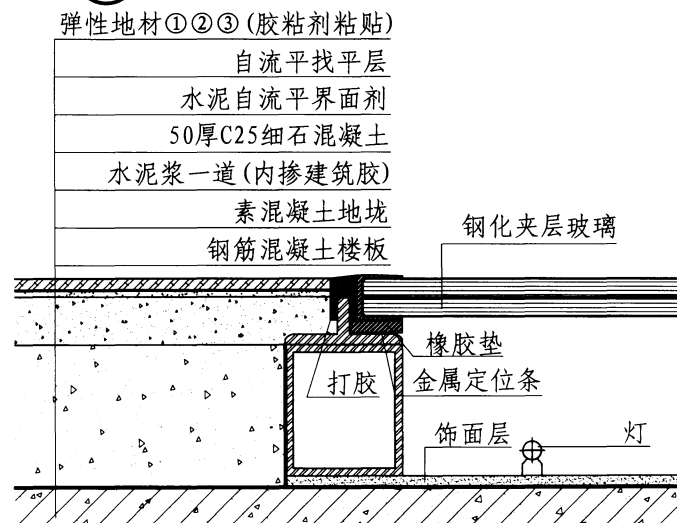 弹性地材①②③(胶粘剂粘贴)
自流平找平层
水泥自流平界面剂
50厚C25细石混凝土
水泥浆一道(内掺建筑胶)
素混凝土地垅
钢筋混凝土楼板
钢化夹层玻璃
橡胶垫
打胶
金属定位条
饰面层
灯